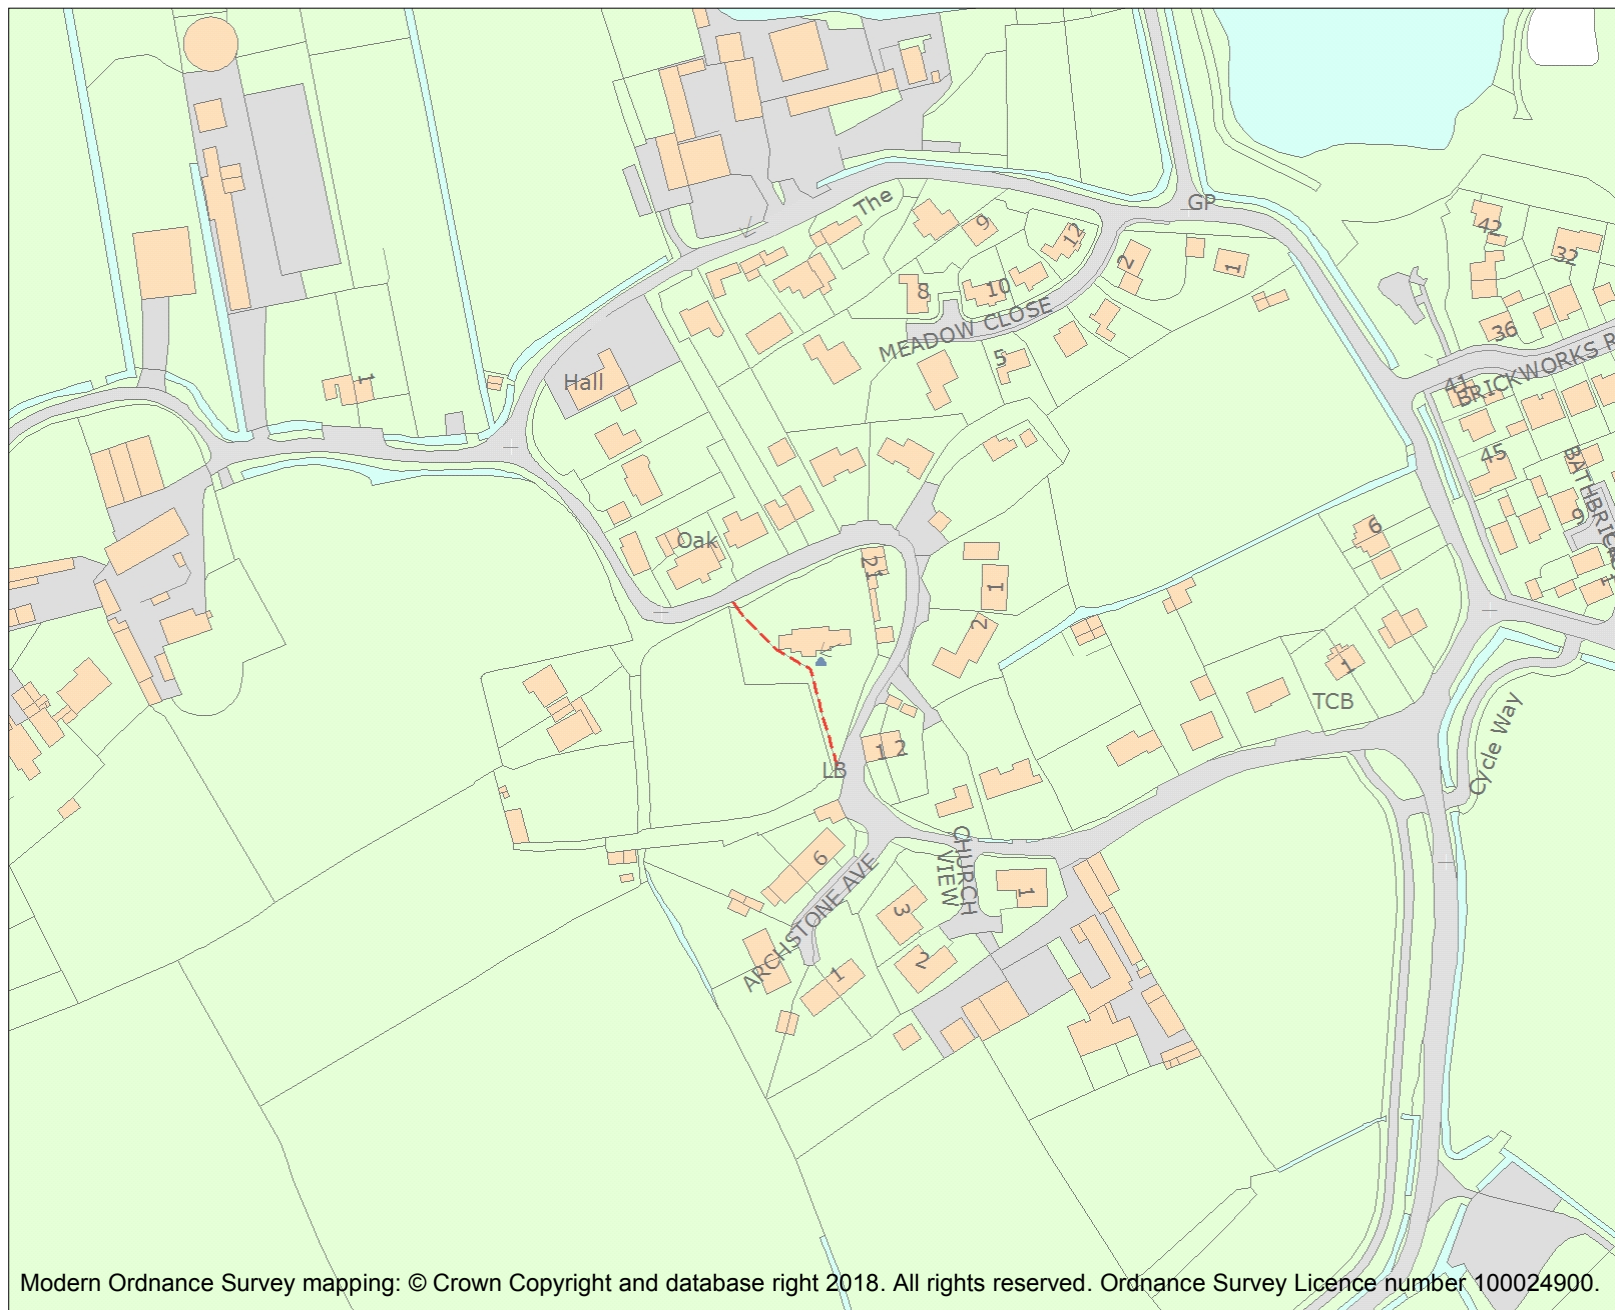 The
GP
42
32
9
12
2
1
8
10
MEADOW CLOSE
36
BRICKWORKS R
41
5
1
Hall
45
BATHBRICK
9
6
Oak
21
1
1
2
1
TCB
Cycle Way
1 2
LB
6
CHURCH
VIEW
ARCHSTONE AVE
1
3
2
1
Modern Ordnance Survey mapping: © Crown Copyright and database right 2018. All rights reserved. Ordnance Survey Licence number 100024900.